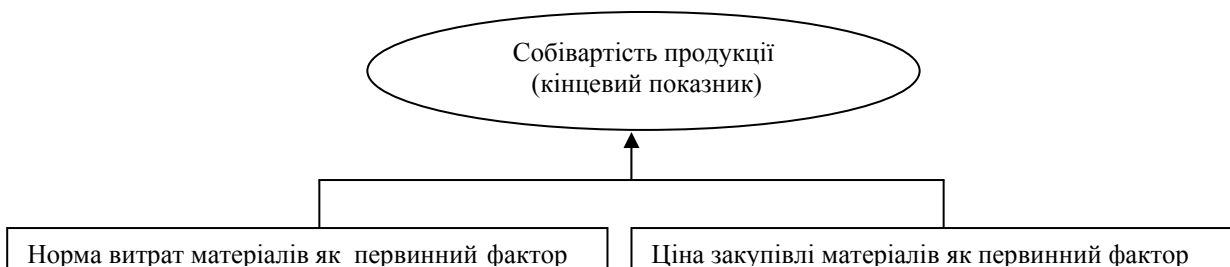 Собівартість продукції
(кінцевий показник)
Норма витрат матеріалів як первинний фактор
Ціна закупівлі матеріалів як первинний фактор